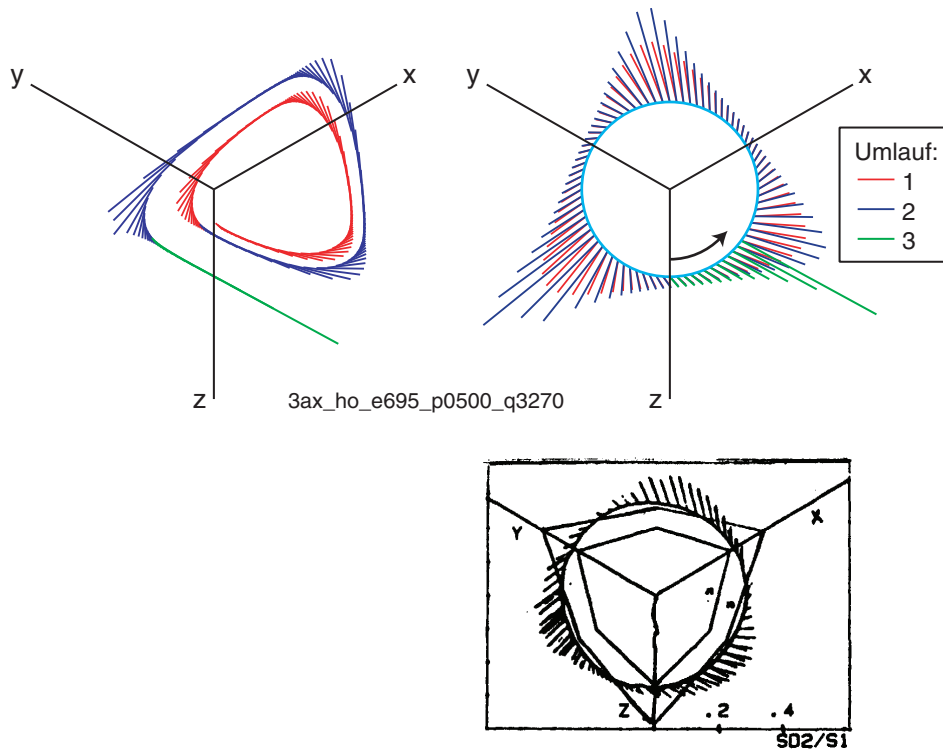 y
x
z
y
x
z
Umlauf:
1
2
3
3ax_ho_e695_p0500_q3270
Y
X
Z
.2
.4
SD2/S1